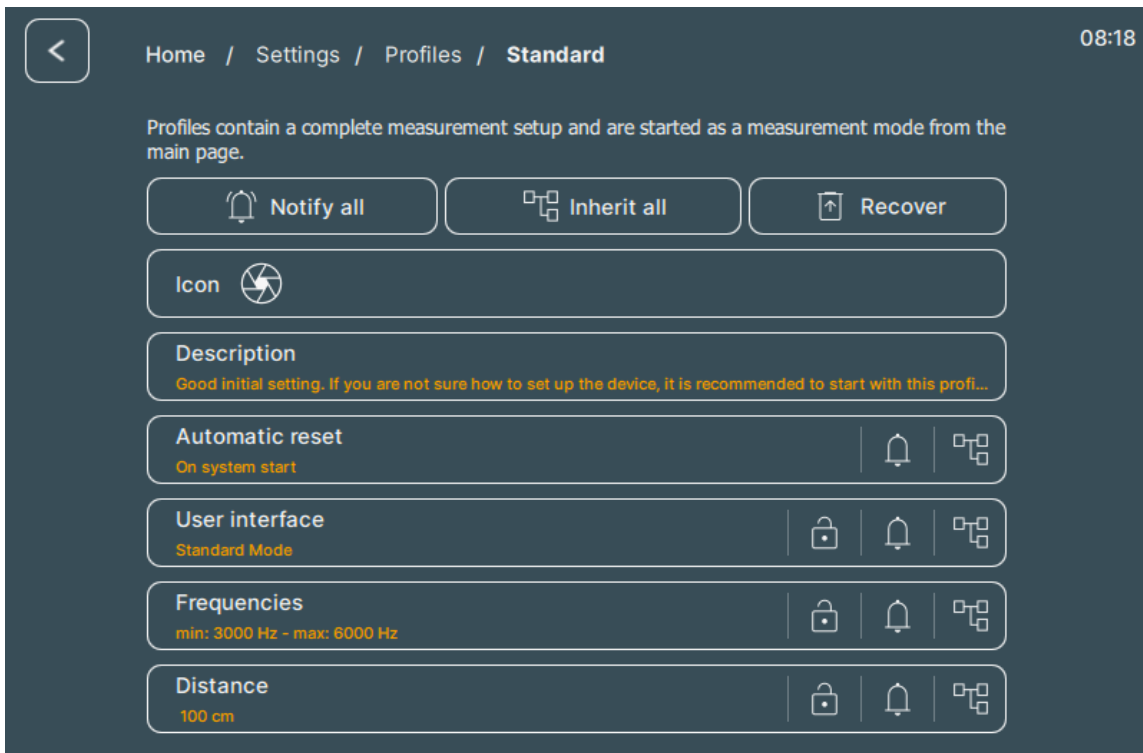 Home / Settings / Profiles / Standard 08:18
Profiles contain a complete measurement setup and are started as a measurement mode from the
main page.
Notify all Inherit all Recover
Icon
Description
Good initial setting. If you are not sure how to set up the device, it is recommended to start with this profi...
Automatic reset
On system start
User interface
Standard Mode
Frequencies
min: 3000 Hz - max: 6000 Hz
Distance
100 cm